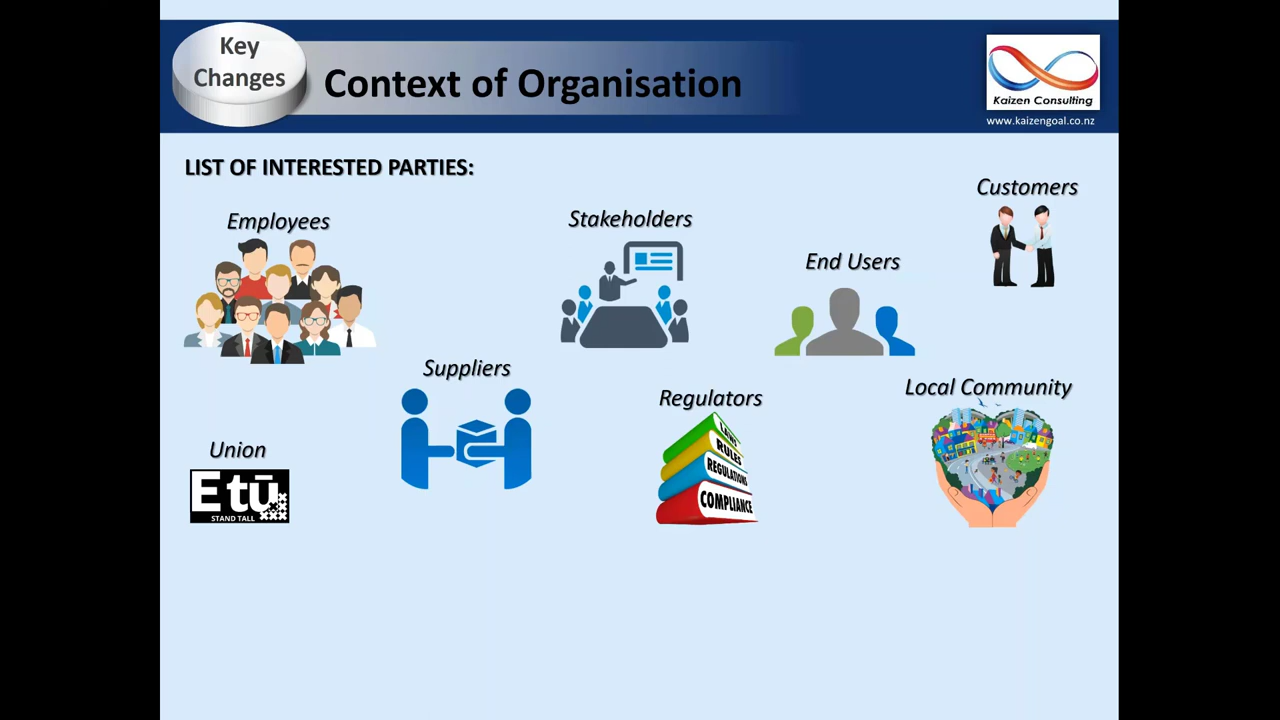 Key
Changes
Context of Organisation
Kaizen Consulting
www.kaizengoal.co.nz
LIST OF INTERESTED PARTIES:
Employees
Stakeholders
End Users
Customers
Suppliers
Regulators
LAWS
RULES
REGULATIONS
COMPLIANCE
Local Community
Union
E tū
STAND TALL